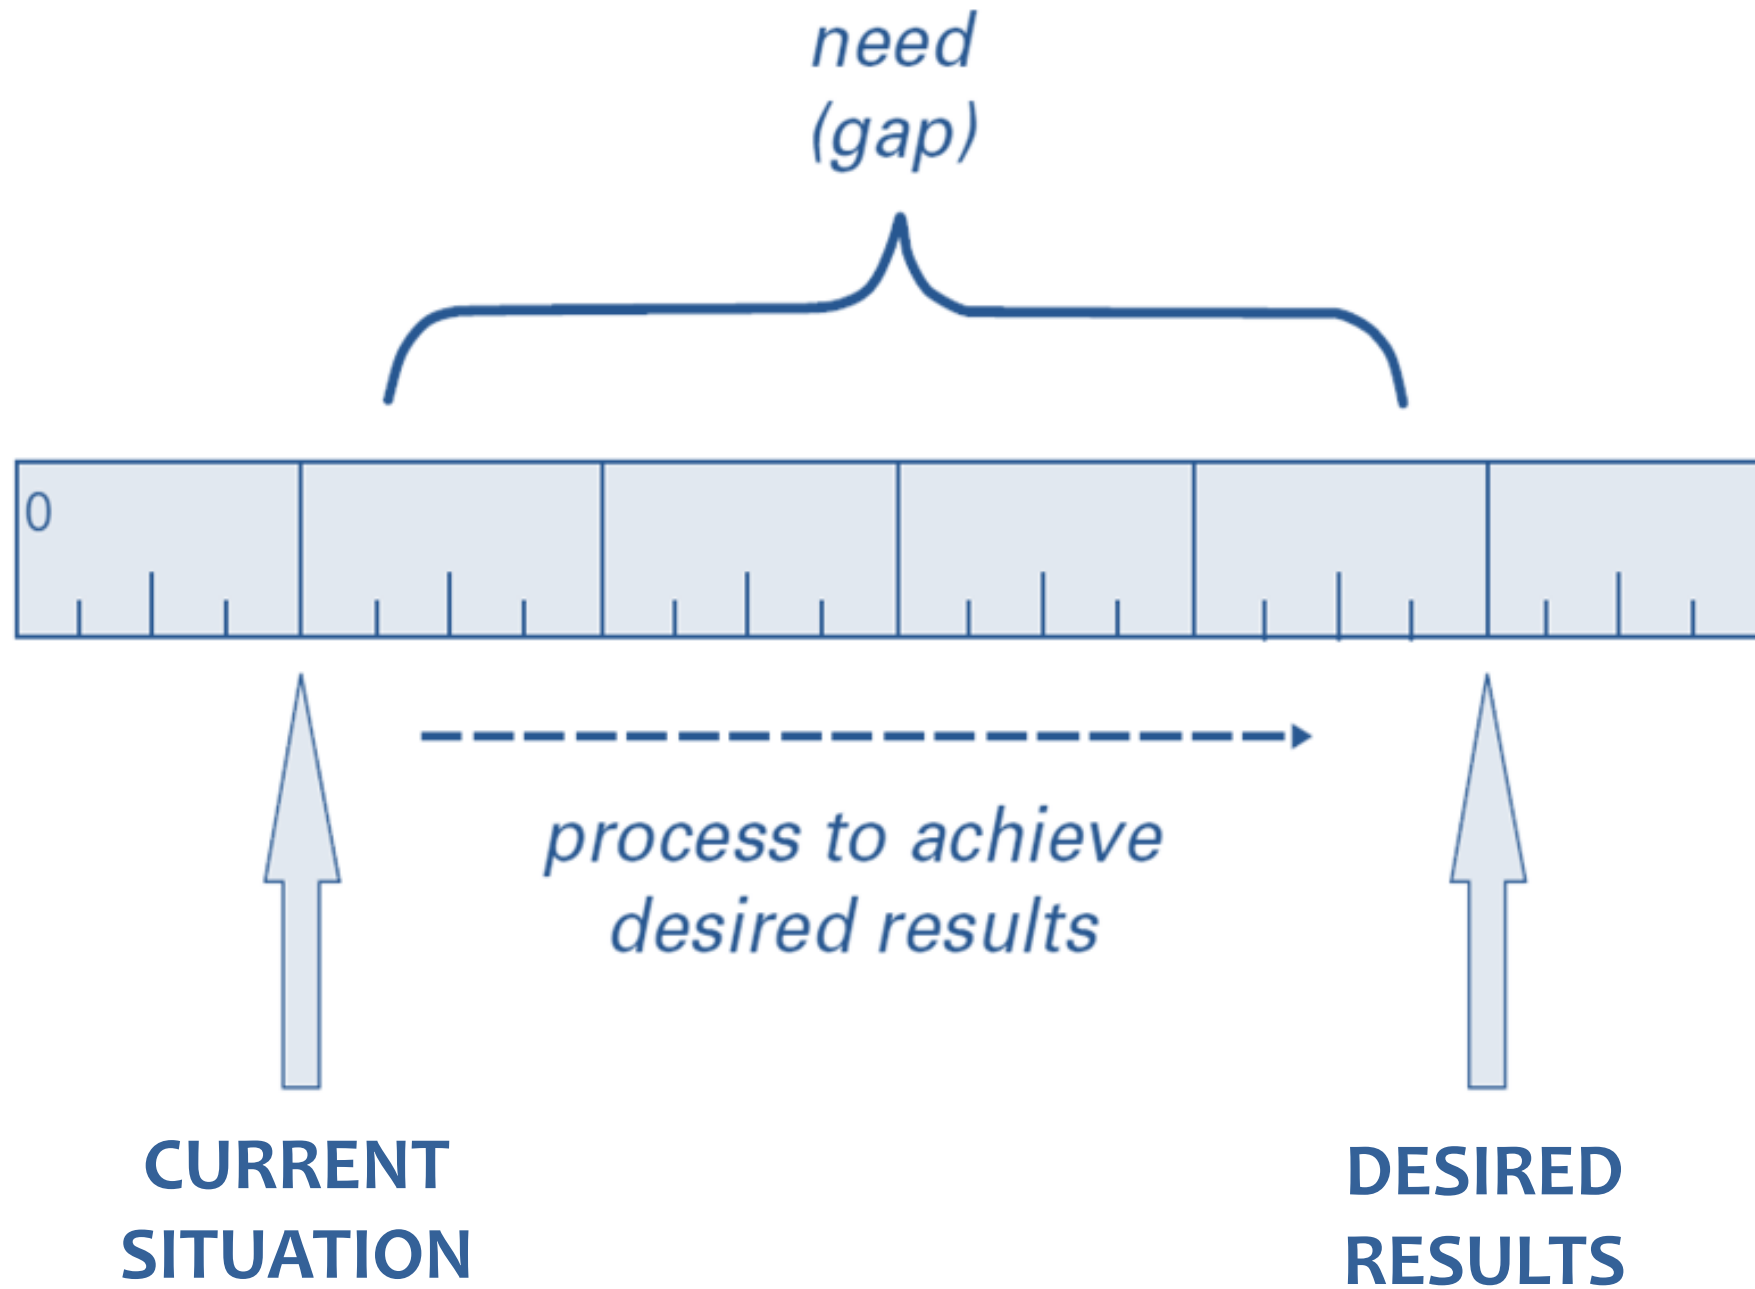 need
(gap)
0
process to achieve
desired results
CURRENT
SITUATION
DESIRED
RESULTS